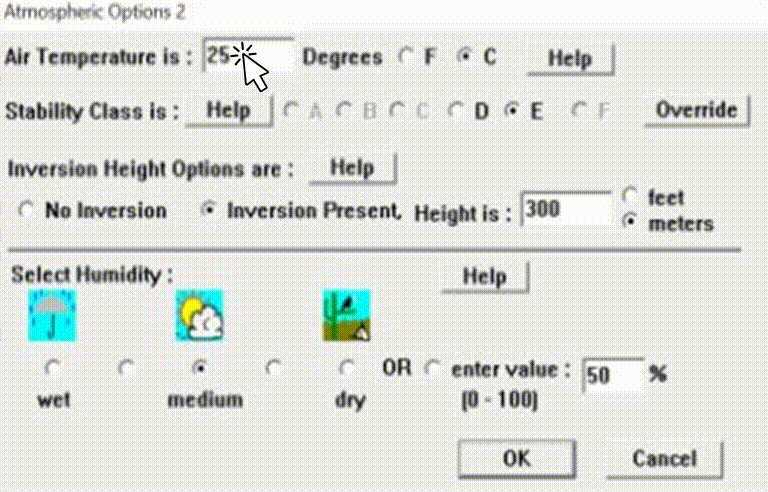 Atmospheric Options 2
Air Temperature is : 25 Degrees F C Help
Stability Class is : Help A B C D E F Override
Inversion Height Options are : Help
No Inversion Inversion Present, Height is : 300 feet meters
Select Humidity : Help
OR enter value : 50 %
wet medium dry (0 - 100)
OK Cancel